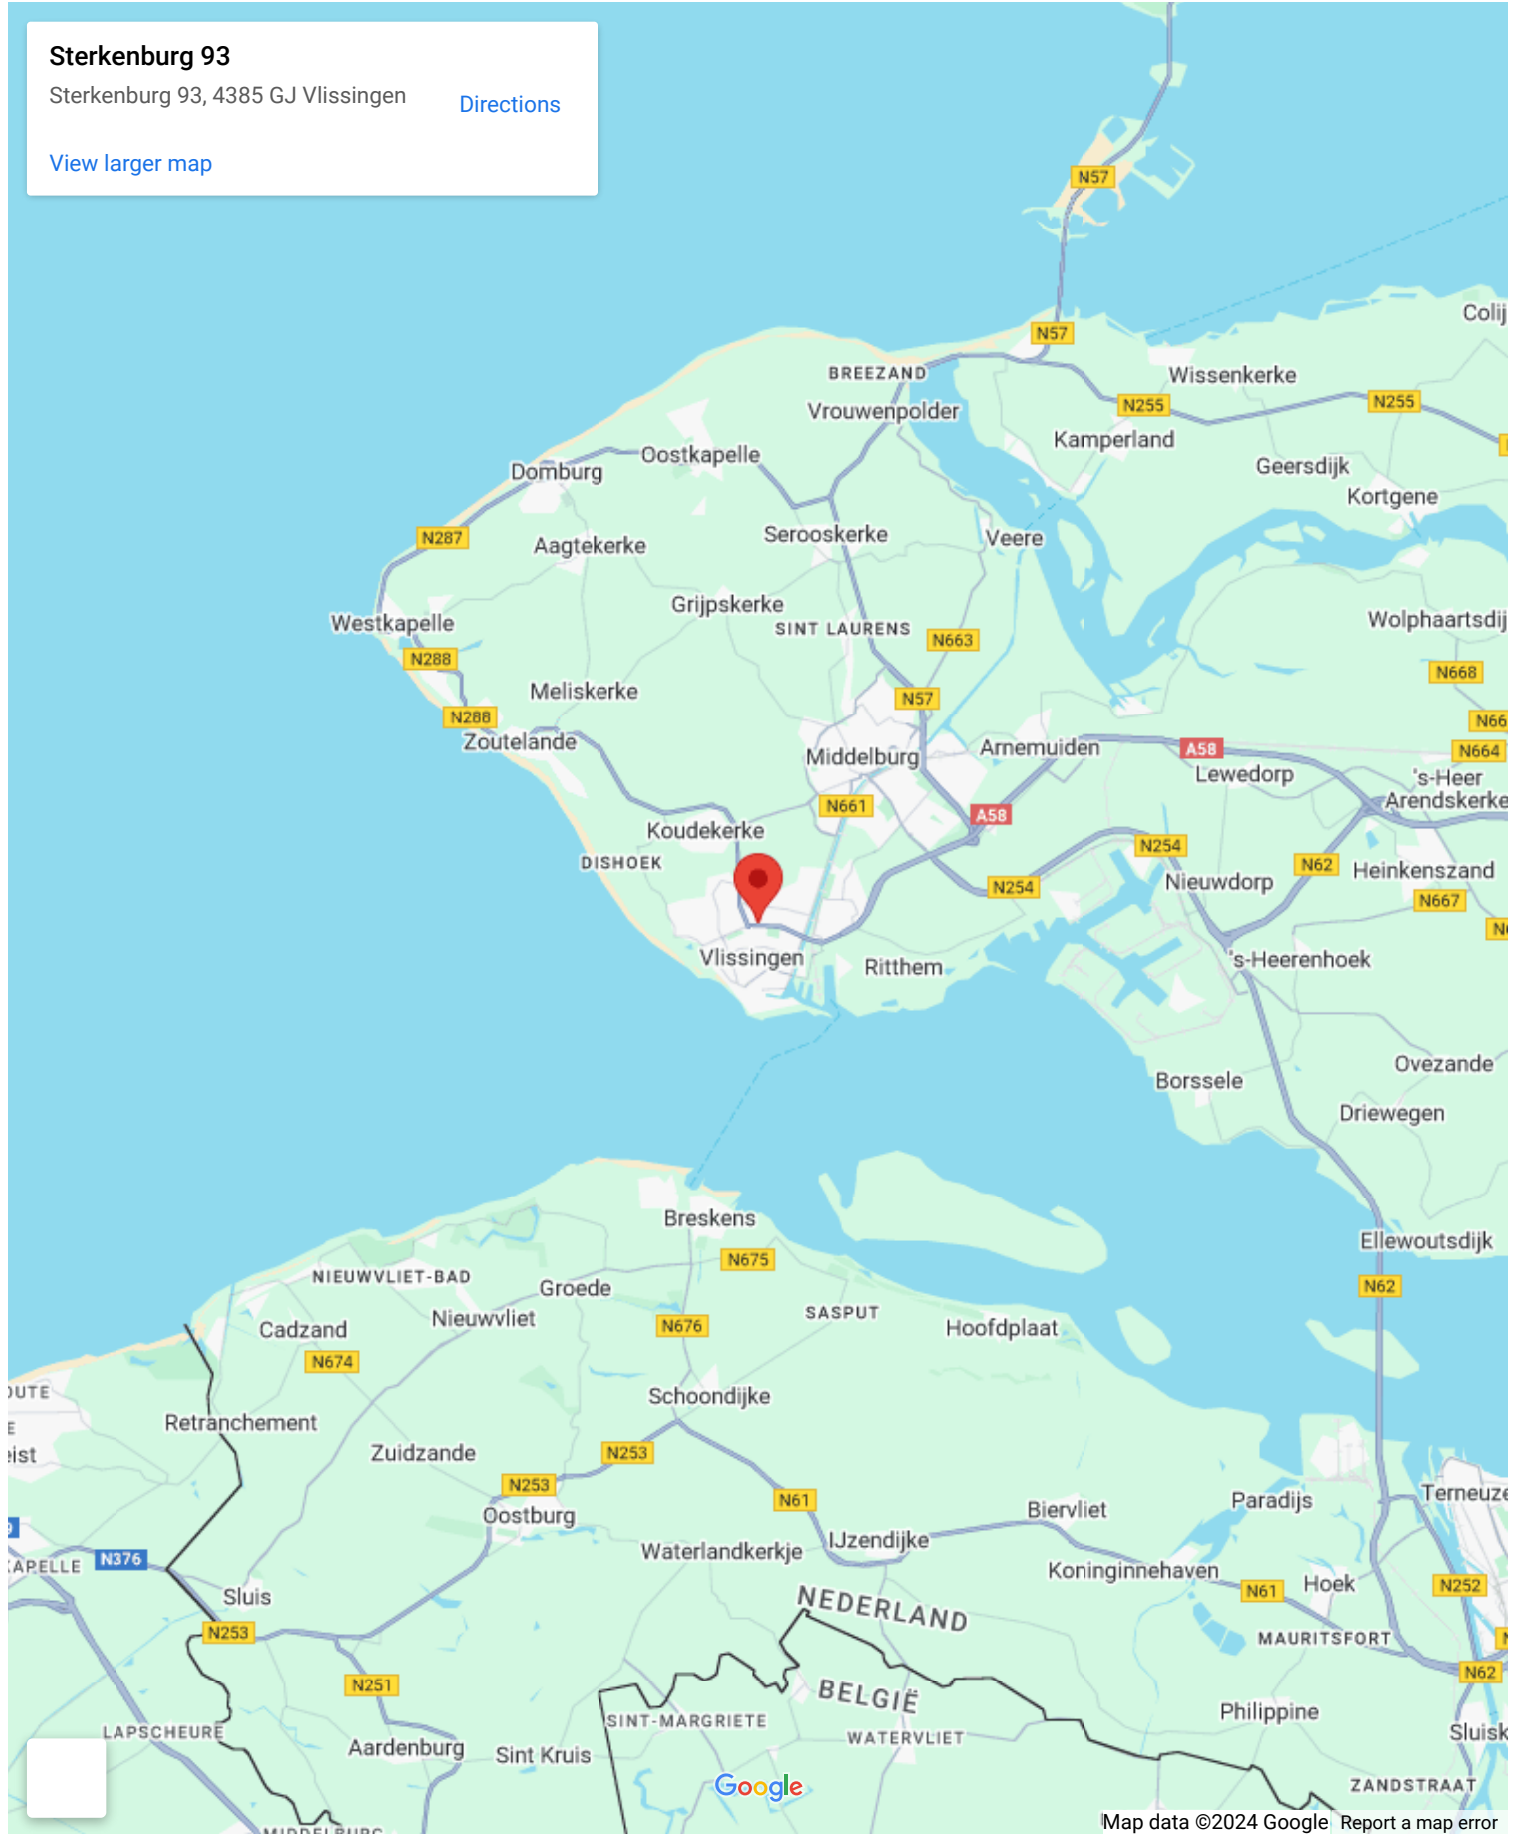 Sterkenburg 93
Sterkenburg 93, 4385 GJ Vlissingen
Directions
View larger map
N57
Colij
N57
BREEZAND
Wissenkerke
N255
N255
Vrouwenpolder
Kamperland
Oostkapelle
Domburg
Geersdijk
Kortgene
N287
Aagtekerke
Serooskerke
Veere
Grijpskerke
Westkapelle
SINT LAURENS
N663
Wolphaartsdij
N288
N668
Meliskerke
N57
N288
N66
Zoutelande
Middelburg
Arnemuiden
A58
N664
Lewedorp
's-Heer
Arendskerke
N661
A58
Koudekerke
N254
DISHOEK
N62
Heinkenszand
Nieuwdorp
N254
N667
Vlissingen
Ritthem
's-Heerenhoek
Ovezande
Borssele
Driewegen
Breskens
Ellewoutsdijk
N675
NIEUWVLIET-BAD
Groede
N62
Nieuwvliet
SASPUT
Cadzand
N676
Hoofdplaat
N674
OUTE
Schoondijke
Retranchement
eist
Zuidzande
N253
N253
Oostburg
N61
Paradijs
Terneuze
Biervliet
IJzendijke
Waterlandkerkje
KAPELLE
N376
Koninginnehaven
Sluis
N61
Hoek
N252
NEDERLAND
N253
MAURITSFORT
N62
N251
BELGIË
SINT-MARGRIETE
Philippine
LAPSCHEURE
WATERVLIET
Sluisk
Aardenburg
Sint Kruis
Google
ZANDSTRAAT
MIDDELBURG
Map data ©2024 Google
Report a map error